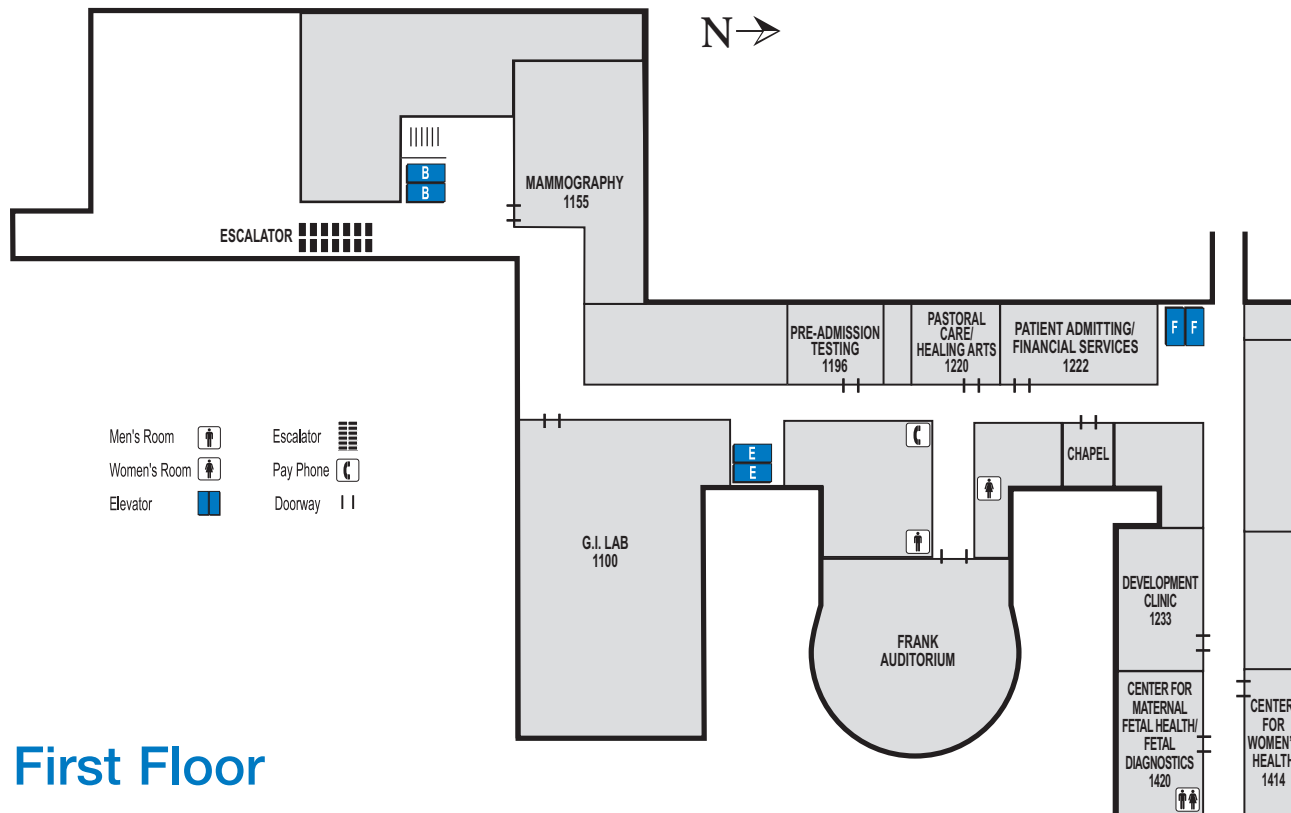 N
B
B
MAMMOGRAPHY
1155
ESCALATOR
PRE-ADMISSION
TESTING
1196
PASTORAL
CARE/
HEALING ARTS
1220
PATIENT ADMITTING/
FINANCIAL SERVICES
1222
F F
Men's Room
Women's Room
Elevator
Escalator
Pay Phone
Doorway
E
E
CHAPEL
G.I. LAB
1100
FRANK
AUDITORIUM
DEVELOPMENT
CLINIC
1233
CENTER FOR
MATERNAL
FETAL HEALTH/
FETAL
DIAGNOSTICS
1420
CENTER
FOR
WOMEN'
HEALTH
1414
First Floor